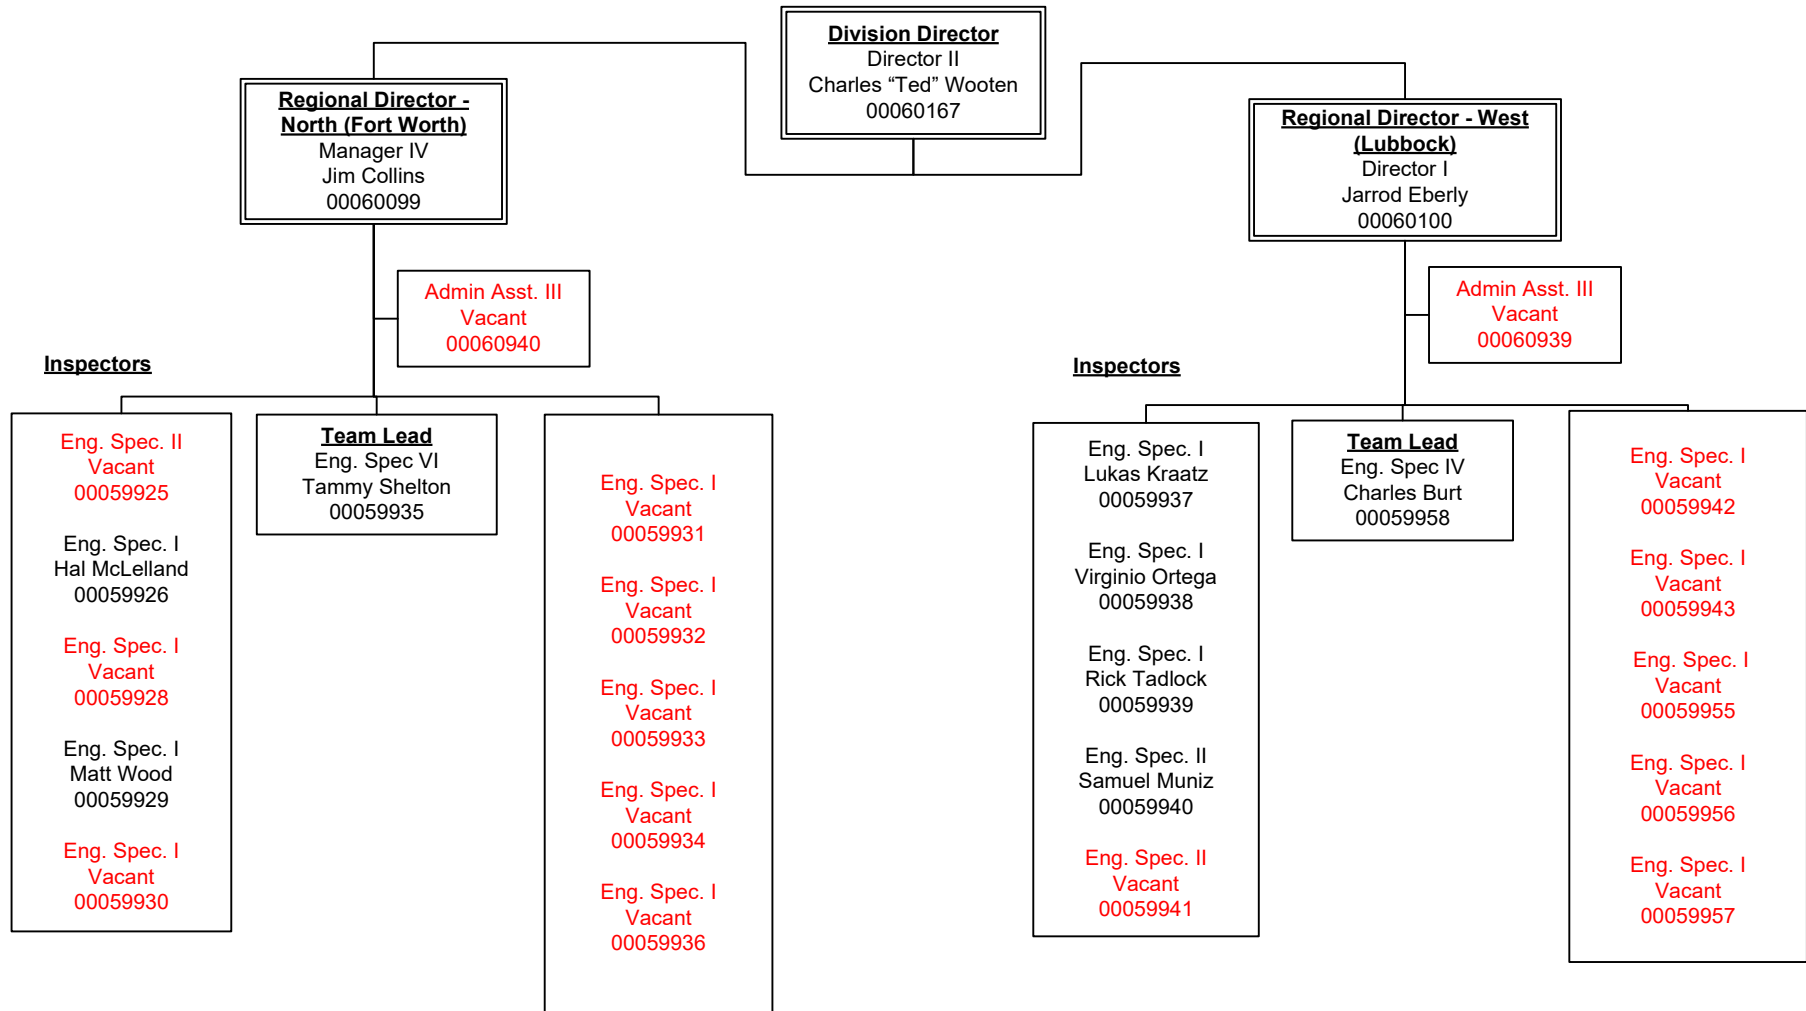 Division Director
Director II
Charles “Ted” Wooten
00060167
Regional Director -
North (Fort Worth)
Manager IV
Jim Collins
00060099
Regional Director - West
(Lubbock)
Director I
Jarrod Eberly
00060100
Admin Asst. III
Vacant
00060940
Admin Asst. III
Vacant
00060939
Inspectors
Eng. Spec. II
Vacant
00059925
Eng. Spec. I
Hal McLelland
00059926
Eng. Spec. I
Vacant
00059928
Eng. Spec. I
Matt Wood
00059929
Eng. Spec. I
Vacant
00059930
Team Lead
Eng. Spec VI
Tammy Shelton
00059935
Eng. Spec. I
Vacant
00059931
Eng. Spec. I
Vacant
00059932
Eng. Spec. I
Vacant
00059933
Eng. Spec. I
Vacant
00059934
Eng. Spec. I
Vacant
00059936
Inspectors
Eng. Spec. I
Lukas Kraatz
00059937
Eng. Spec. I
Virginio Ortega
00059938
Eng. Spec. I
Rick Tadlock
00059939
Eng. Spec. II
Samuel Muniz
00059940
Eng. Spec. II
Vacant
00059941
Team Lead
Eng. Spec IV
Charles Burt
00059958
Eng. Spec. I
Vacant
00059942
Eng. Spec. I
Vacant
00059943
Eng. Spec. I
Vacant
00059955
Eng. Spec. I
Vacant
00059956
Eng. Spec. I
Vacant
00059957